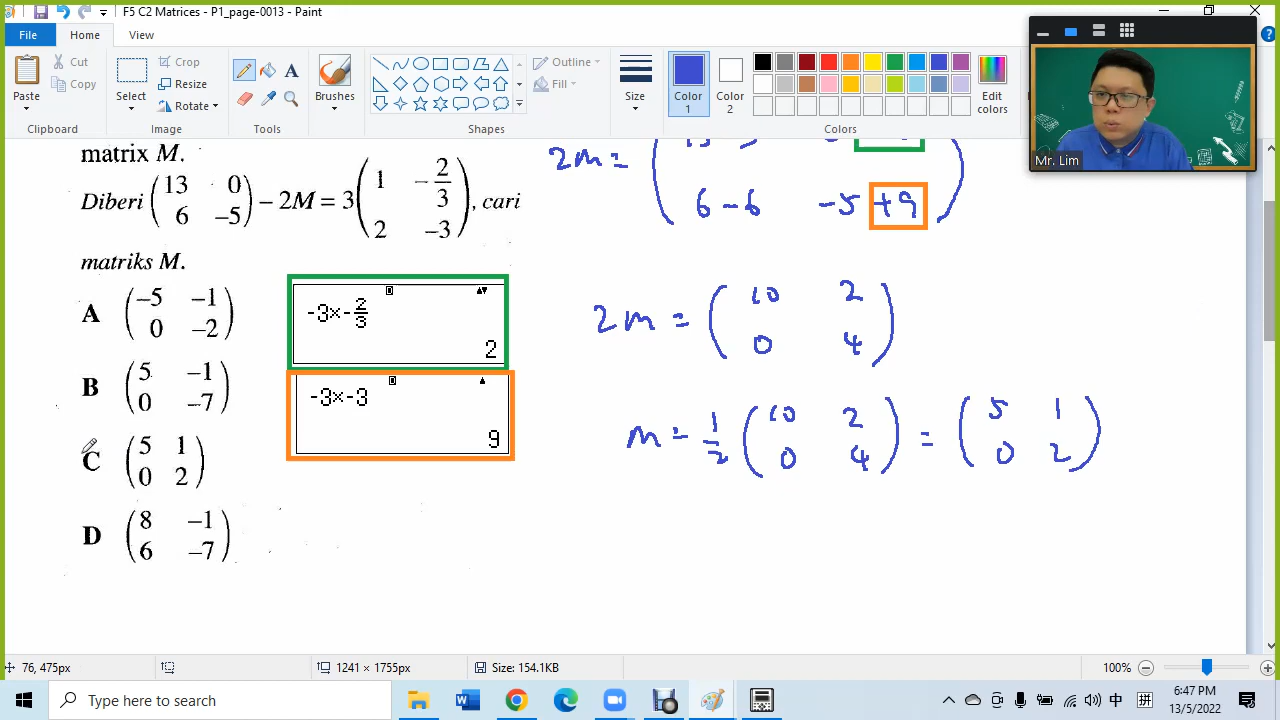 F5 C2 Matrices - P1_page-0013 - Paint
File Home View
Paste Cut Copy Clipboard
Select Crop Resize Rotate Image
Tools
Brushes
Outline Fill Shapes
Size
Color 1 Color 2 Edit colors Colors
Mr. Lim
matrix M.
Diberi (13 0 6 -5) – 2M = 3(1 -2/3 2 -3), cari
matriks M.
A (-5 -1 0 -2)
B (5 -1 0 -7)
C (5 1 0 2)
D (8 -1 6 -7)
-3×-2/3
2
-3×-3
9
2m =
6-6 -5+9
2m = (10 2 0 4)
m = 1/2 (10 2 0 4) = (5 1 0 2)
76, 475px 1241 × 1755px Size: 154.1KB 100%
Type here to search
中 拼 6:47 PM
13/5/2022